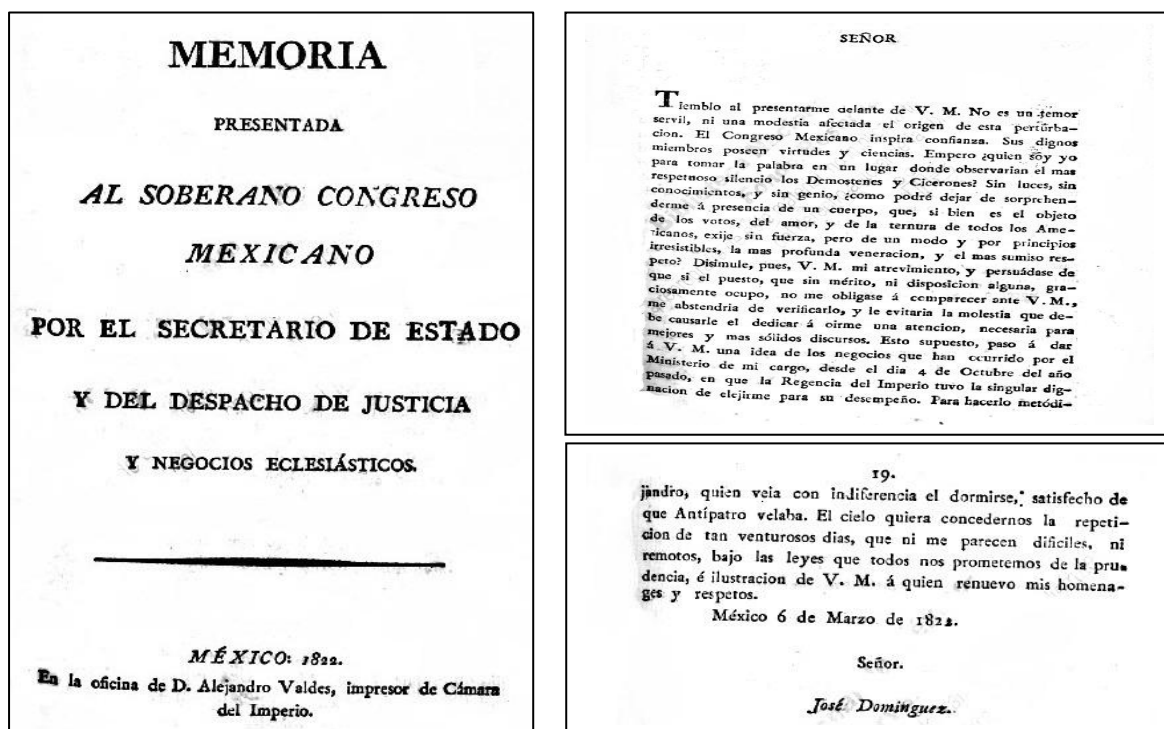 MEMORIA
PRESENTADA
AL SOBERANO CONGRESO
MEXICANO
POR EL SECRETARIO DE ESTADO
Y DEL DESPACHO DE JUSTICIA
Y NEGOCIOS ECLESIÁSTICOS.
MÉXICO: 1822.
En la oficina de D. Alejandro Valdes, impresor de Cámara
del Imperio.
SEÑOR
Tiemblo al presentarme delante de V. M. No es un temor
servil, ni una modestia afectada el origen de esta perturba-
cion. El Congreso Mexicano inspira confianza. Sus dignos
miembros poseen virtudes y ciencias. Empero ¿quien soy yo
para tomar la palabra en un lugar donde observarian el mas
respetuoso silencio los Demostenes y Cicerones? Sin luces, sin
conocimientos, y sin genio, ¿como podré dejar de sorprehen-
derme á presencia de un cuerpo, que, si bien es el objeto
de los votos, del amor, y de la ternura de todos los Ame-
ricanos, exije sin fuerza, pero de un modo y por principios
irresistibles, la mas profunda veneracion, y el mas sumiso res-
peto? Disimule, pues, V. M. mi atrevimiento, y persuádase de
que si el puesto, que sin mérito, ni disposicion alguna, gra-
ciosamente ocupo, no me obligase á comparecer ante V. M.,
me abstendria de verificarlo, y le evitaria la molestia que de-
be causarle el dedicar á oirme una atencion, necesaria para
mejores y mas sólidos discursos. Esto supuesto, paso á dar
á V. M. una idea de los negocios que han ocurrido por el
Ministerio de mi cargo, desde el dia 4 de Octubre del año
pasado, en que la Regencia del Imperio tuvo la singular dig-
nacion de elejirme para su desempeño. Para hacerlo metódi-
19.
jandro, quien veia con indiferencia el dormirse, satisfecho de
que Antípatro velaba. El cielo quiera concedernos la repeti-
cion de tan venturosos dias, que ni me parecen dificiles, ni
remotos, bajo las leyes que todos nos prometemos de la pru-
dencia, é ilustracion de V. M. á quien renuevo mis homena-
ges y respetos.
México 6 de Marzo de 1822.
Señor.
José Dominguez.